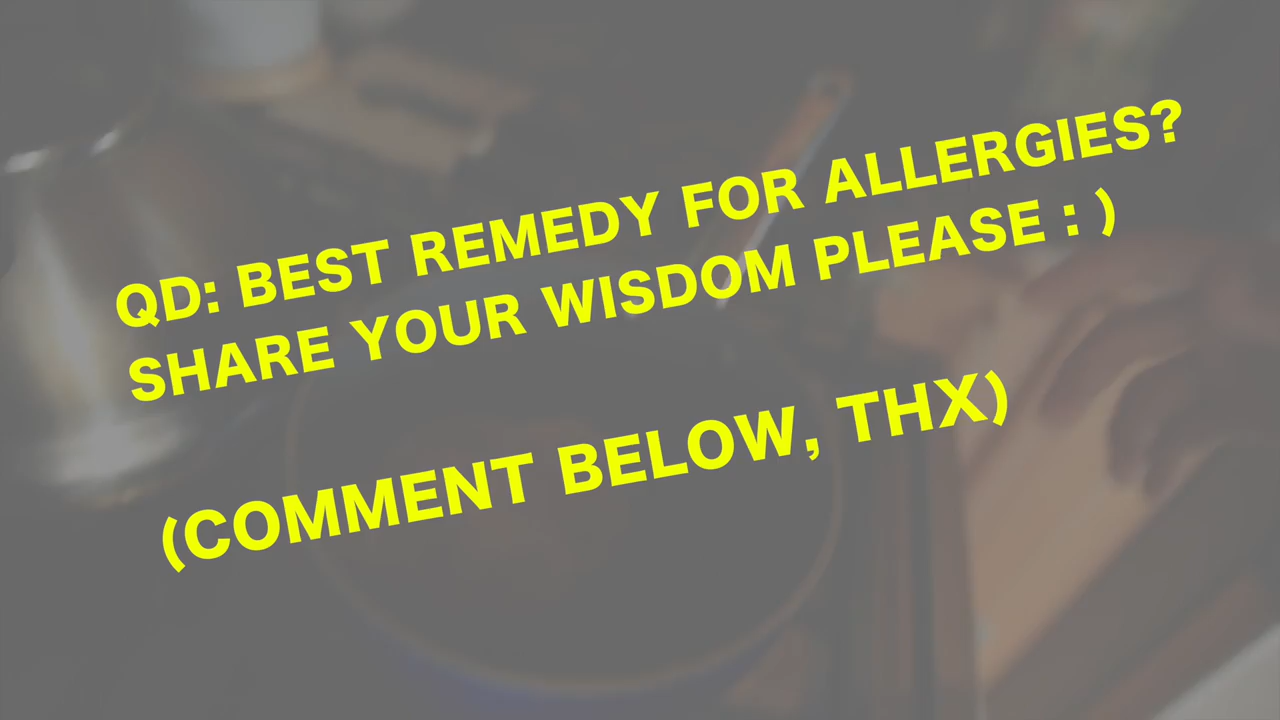 QD: BEST REMEDY FOR ALLERGIES?
SHARE YOUR WISDOM PLEASE : )
(COMMENT BELOW, THX)